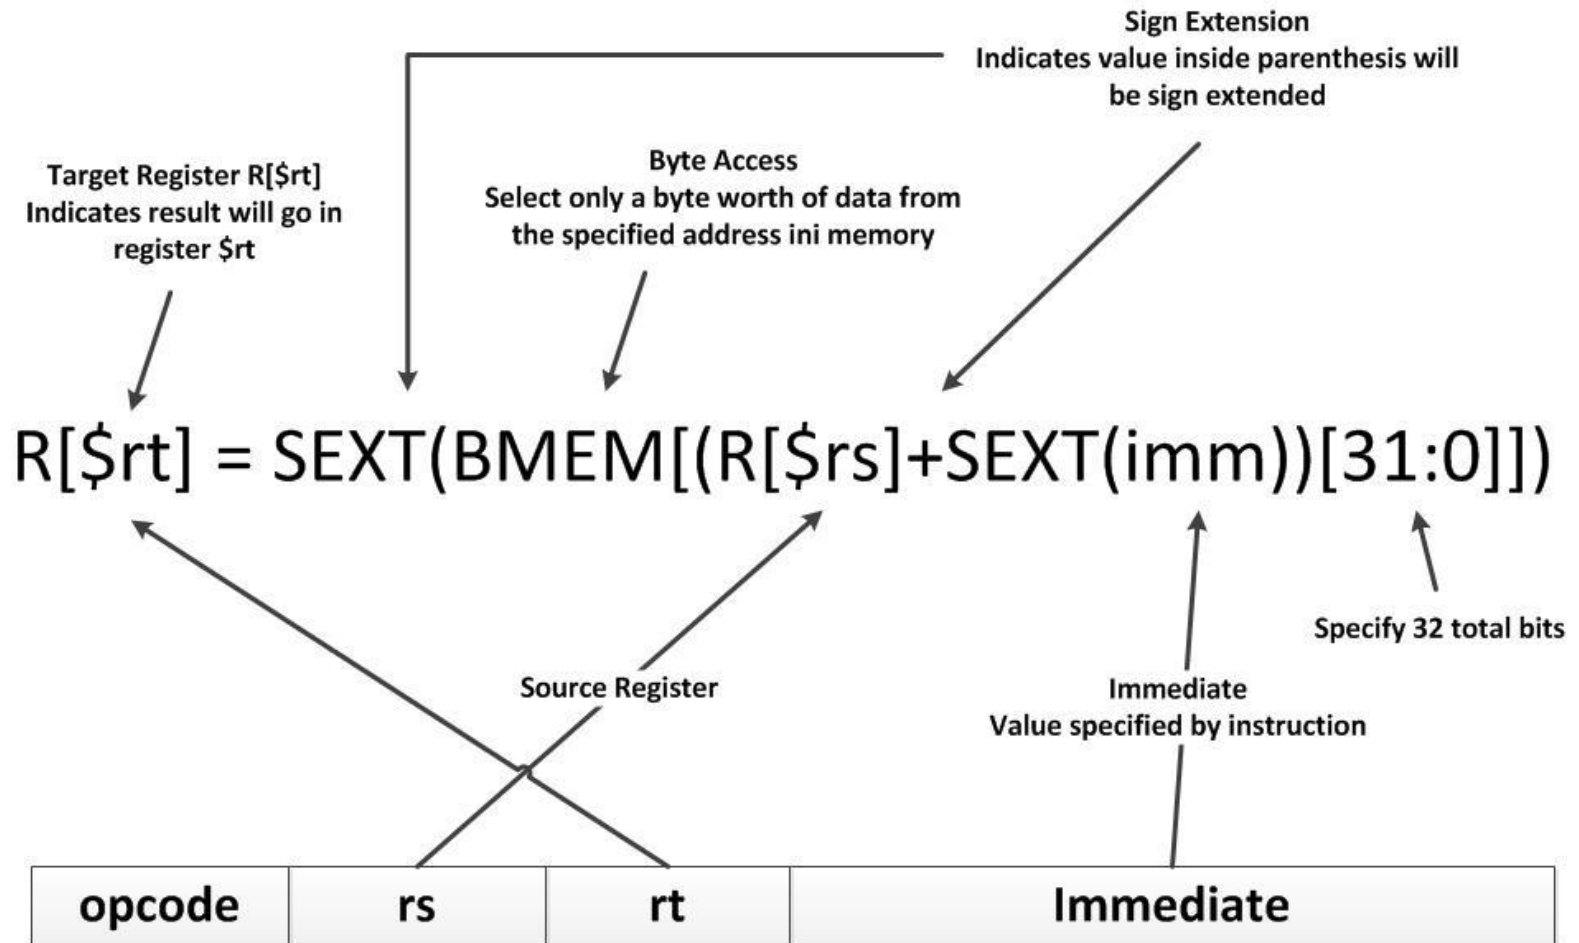 Sign Extension
Indicates value inside parenthesis will
be sign extended
Target Register R[$rt]
Indicates result will go in
register $rt
Byte Access
Select only a byte worth of data from
the specified address ini memory
R[$rt] = SEXT(BMEM[(R[$rs]+SEXT(imm))[31:0]])
Specify 32 total bits
Source Register
Immediate
Value specified by instruction
opcode rs rt Immediate